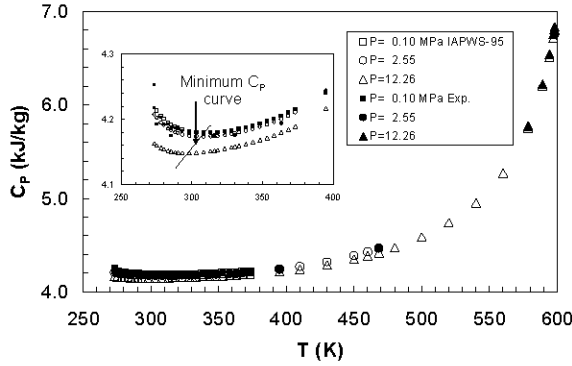 7.0
6.0
5.0
4.0
C_P (kJ/kg)
4.3
4.2
4.1
250
300
350
400
Minimum C_P
curve
P= 0.10 MPa IAPWS-95
P= 2.55
P=12.26
P= 0.10 MPa Exp.
P= 2.55
P=12.26
250 300 350 400 450 500 550 600
T (K)